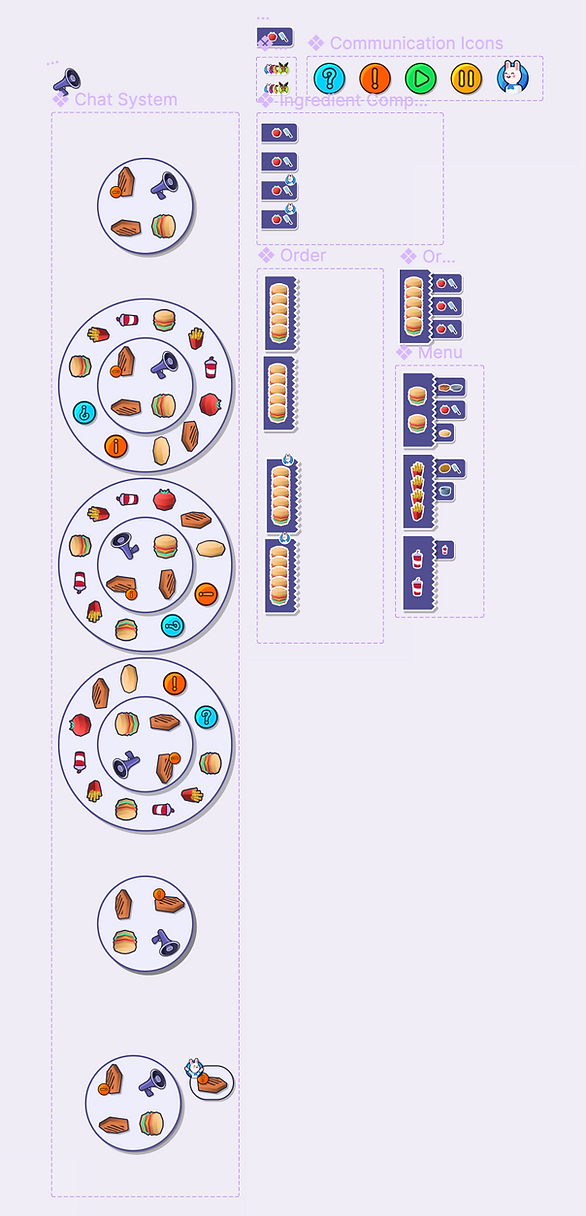 ...
Communication Icons
...
Chat System
Ingredient Comp...
Order
Or...
Menu